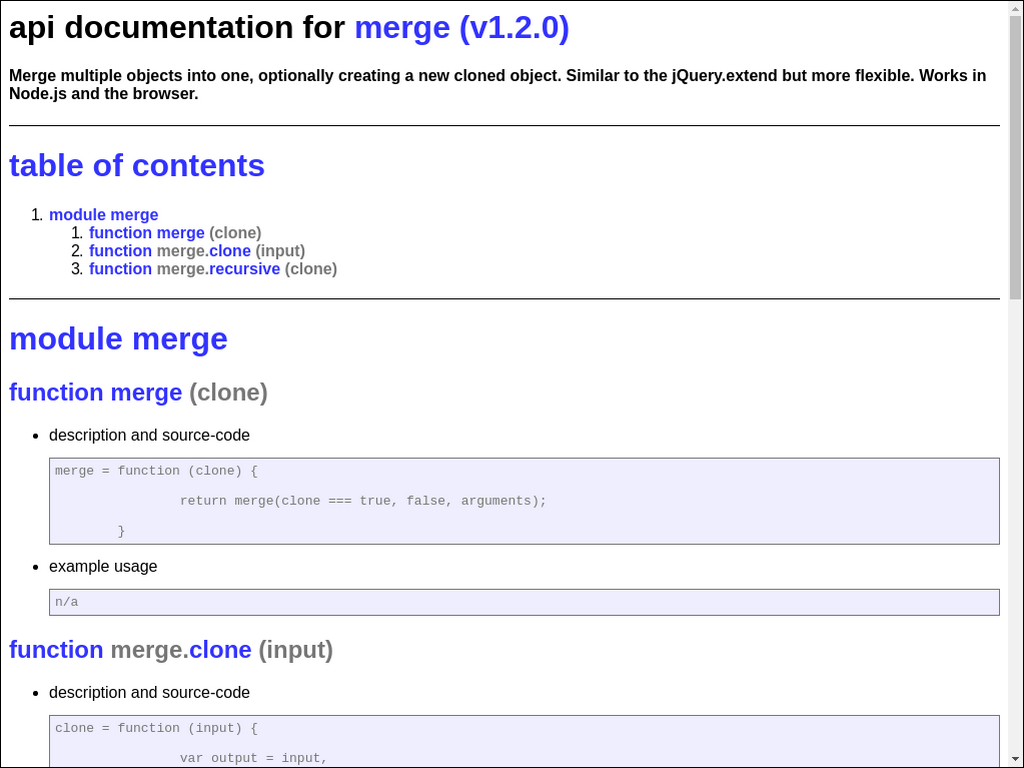 api documentation for merge (v1.2.0)
Merge multiple objects into one, optionally creating a new cloned object. Similar to the jQuery.extend but more flexible. Works in
Node.js and the browser.
table of contents
1. module merge
1. function merge (clone)
2. function merge.clone (input)
3. function merge.recursive (clone)
module merge
function merge (clone)
• description and source-code
merge = function (clone) {
return merge(clone === true, false, arguments);
}
• example usage
n/a
function merge.clone (input)
• description and source-code
clone = function (input) {
var output = input,